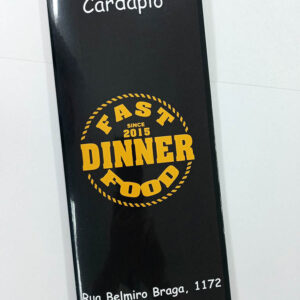 Cardápio
FAST
SINCE
2015
DINNER
FOOD
Rua Belmiro Braga, 1172